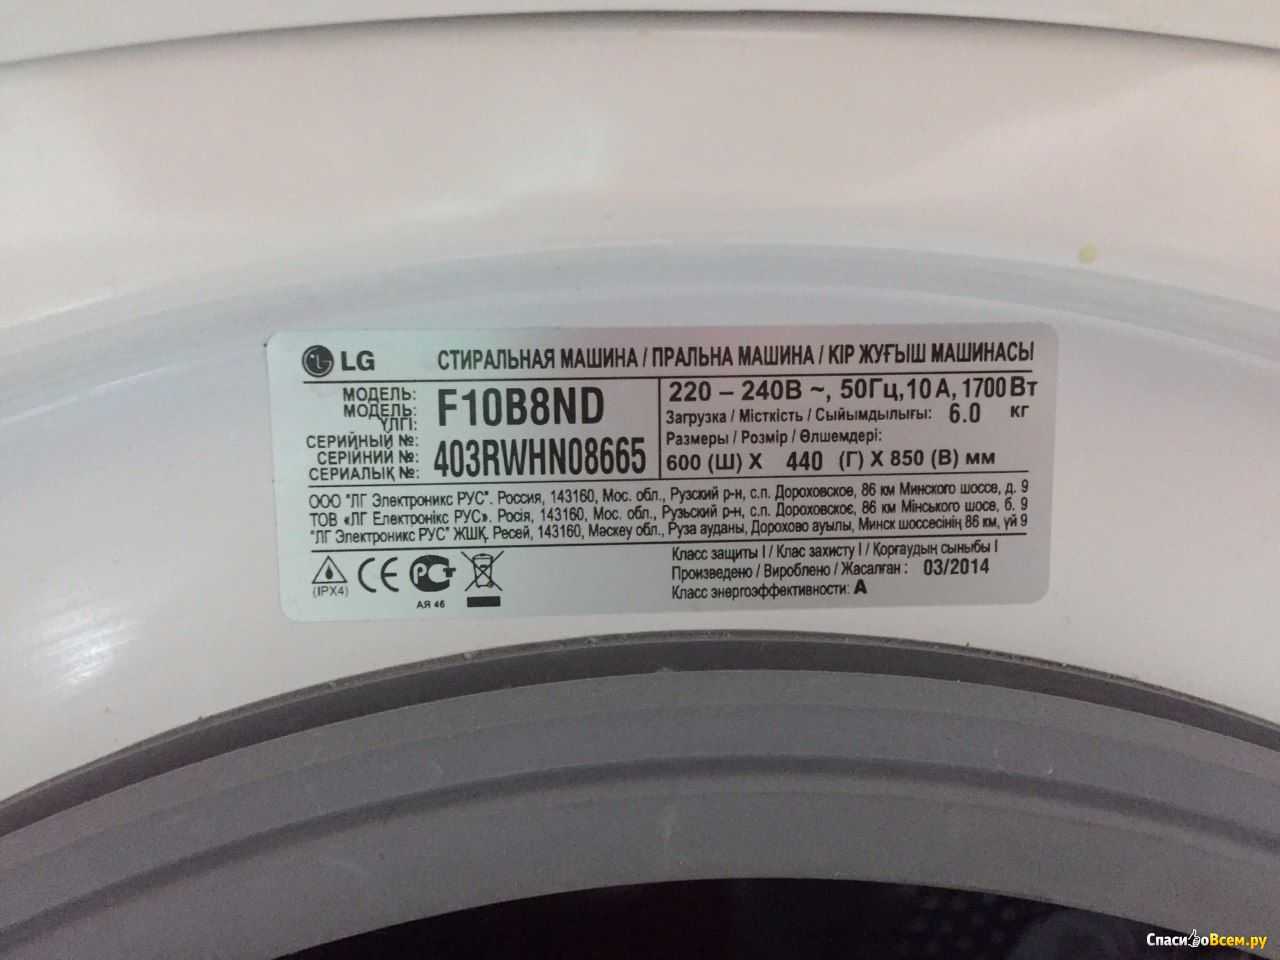 LG СТИРАЛЬНАЯ МАШИНА / ПРАЛЬНА МАШИНА / КІР ЖУҒЫШ МАШИНАСЫ
МОДЕЛЬ:
МОДЕЛЬ:
ҮЛГІ:
F10B8ND
СЕРИЙНЫЙ №:
СЕРІЙНИЙ №:
СЕРИАЛЫҚ №:
403RWHN08665
220 – 240В ~, 50Гц,10 А, 1700 Вт
Загрузка / Місткість / Сыйымдылығы: 6.0 кг
Размеры / Розмір / Өлшемдері:
600 (Ш) X 440 (Г) X 850 (В) мм
ООО "ЛГ Электроникс РУС". Россия, 143160, Мос. обл., Рузский р-н, с.п. Дороховское, 86 км Минского шоссе, д. 9
ТОВ «ЛГ Електронікс РУС». Росія, 143160, Мос. обл., Рузьский р-н, с.п. Дороховскоє, 86 км Мінського шосе, б. 9
"ЛГ Электроникс РУС" ЖШҚ. Ресей, 143160, Мәскеу обл., Руза ауданы, Дорохово ауылы, Минск шоссесінің 86 км, үй 9
(IPX4)
CE
РСТ
АЯ 46
Класс защиты I / Клас захисту I / Қорғаудың сыныбы I
Произведено / Вироблено / Жасалған : 03/2014
Класс энергоэффективности: A
СпасибоВсем.ру